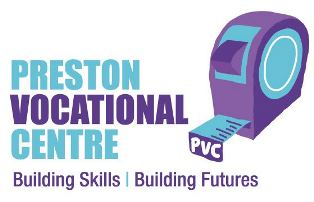 PRESTON
VOCATIONAL
CENTRE
PVC
Building Skills | Building Futures